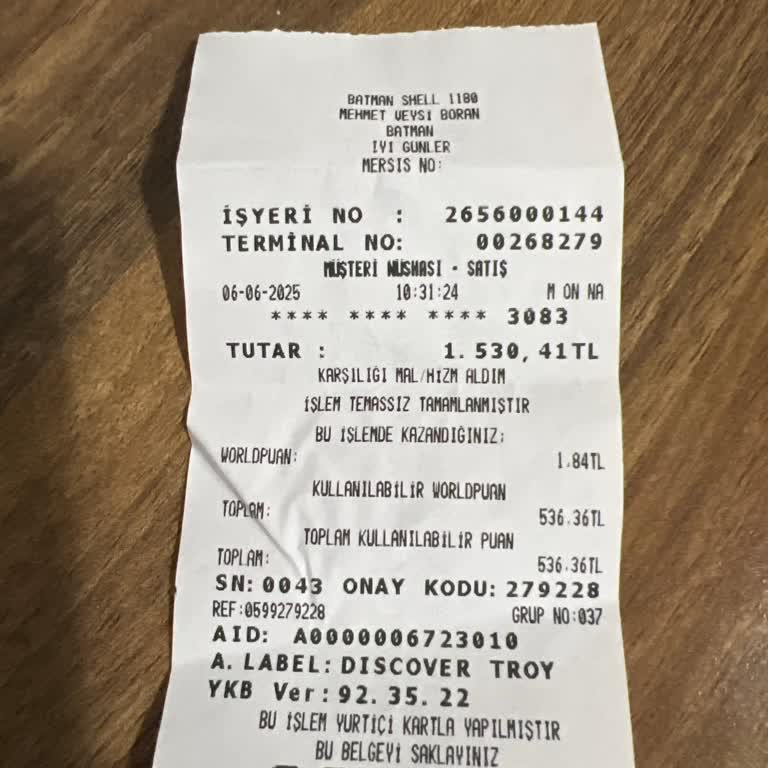 BATMAN SHELL 1180
MEHMET VEYSI BORAN
BATMAN
IYI GUNLER
MERSIS NO:
İŞYERİ NO : 2656000144
TERMİNAL NO: 00268279
MÜŞTERİ NÜSHASI - SATIŞ
06-06-2025 10:31:24 M ON NA
**** **** **** 3083
TUTAR : 1.530,41TL
KARŞILIĞI MAL/HİZM ALDIM
İŞLEM TEMASSIZ TAMAMLANMIŞTIR
BU İŞLEMDE KAZANDIĞINIZ;
WORLDPUAN: 1.84TL
KULLANILABİLİR WORLDPUAN
TOPLAM: 536.36TL
TOPLAM KULLANILABİLİR PUAN
TOPLAM: 536.36TL
SN:0043 ONAY KODU:279228
REF:0599279228 GRUP NO:037
AID: A0000006723010
A.LABEL:DISCOVER TROY
YKB Ver:92.35.22
BU İŞLEM YURTİÇİ KARTLA YAPILMIŞTIR
BU BELGEYİ SAKLAYINIZ